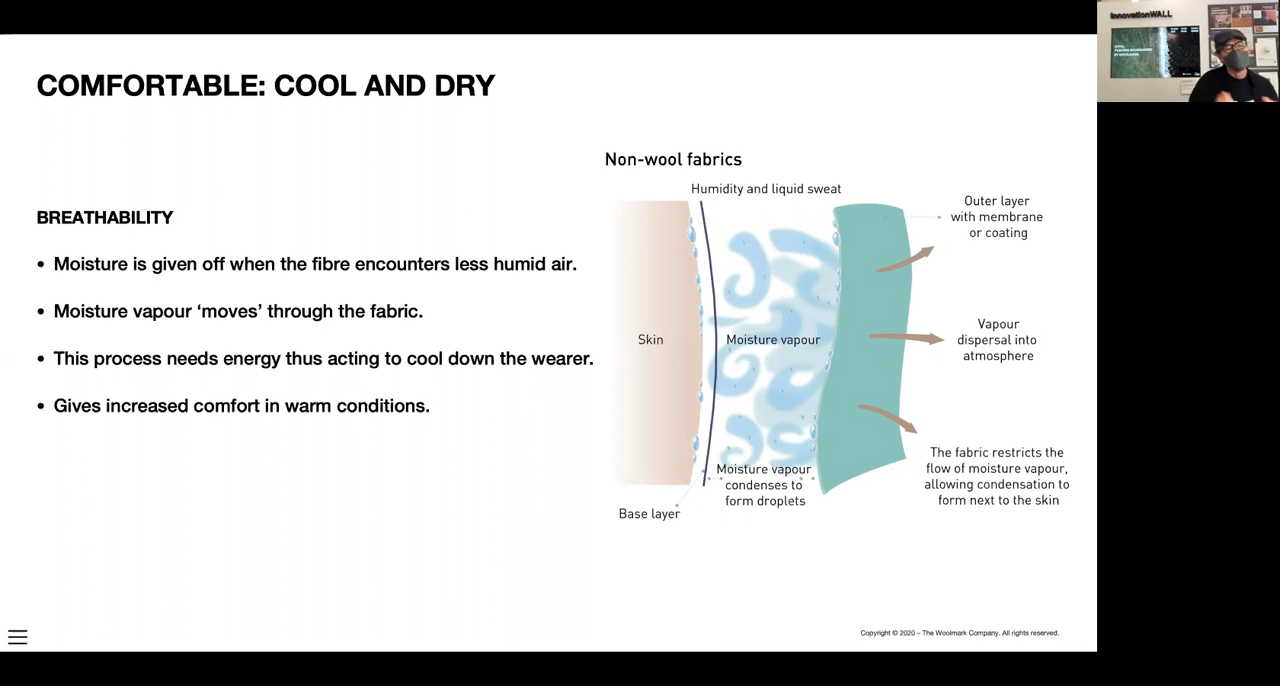 COMFORTABLE: COOL AND DRY
BREATHABILITY
• Moisture is given off when the fibre encounters less humid air.
• Moisture vapour ‘moves’ through the fabric.
• This process needs energy thus acting to cool down the wearer.
• Gives increased comfort in warm conditions.
Non-wool fabrics
Humidity and liquid sweat
Outer layer
with membrane
or coating
Skin
Moisture vapour
Vapour
dispersal into
atmosphere
Moisture vapour
condenses to
form droplets
Base layer
The fabric restricts the
flow of moisture vapour,
allowing condensation to
form next to the skin
Copyright © 2020 – The Woolmark Company. All rights reserved.
InnovationWALL